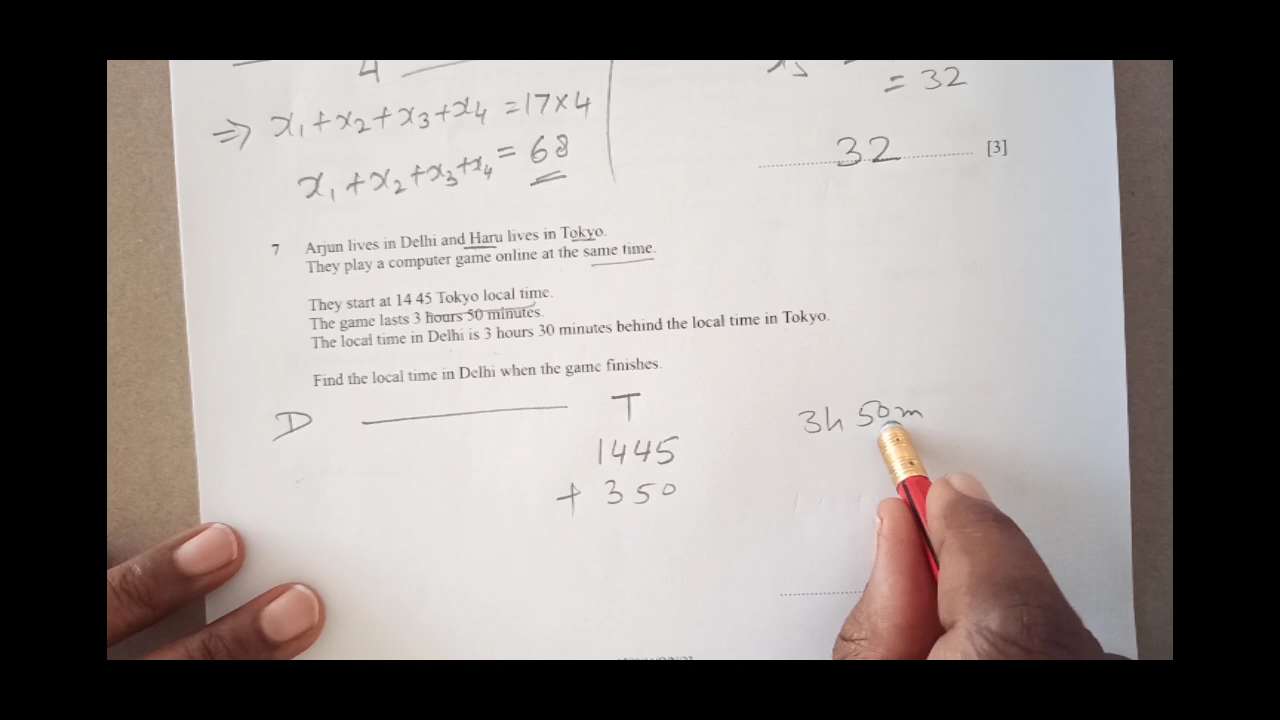 4
= 32
⇒ x₁ + x₂ + x₃ + x₄ = 17 × 4
x₁ + x₂ + x₃ + x₄ = 68
32 [3]
7 Arjun lives in Delhi and Haru lives in Tokyo.
They play a computer game online at the same time.
They start at 14 45 Tokyo local time.
The game lasts 3 hours 50 minutes.
The local time in Delhi is 3 hours 30 minutes behind the local time in Tokyo.
Find the local time in Delhi when the game finishes.
D T 3h 50m
1445
+ 350